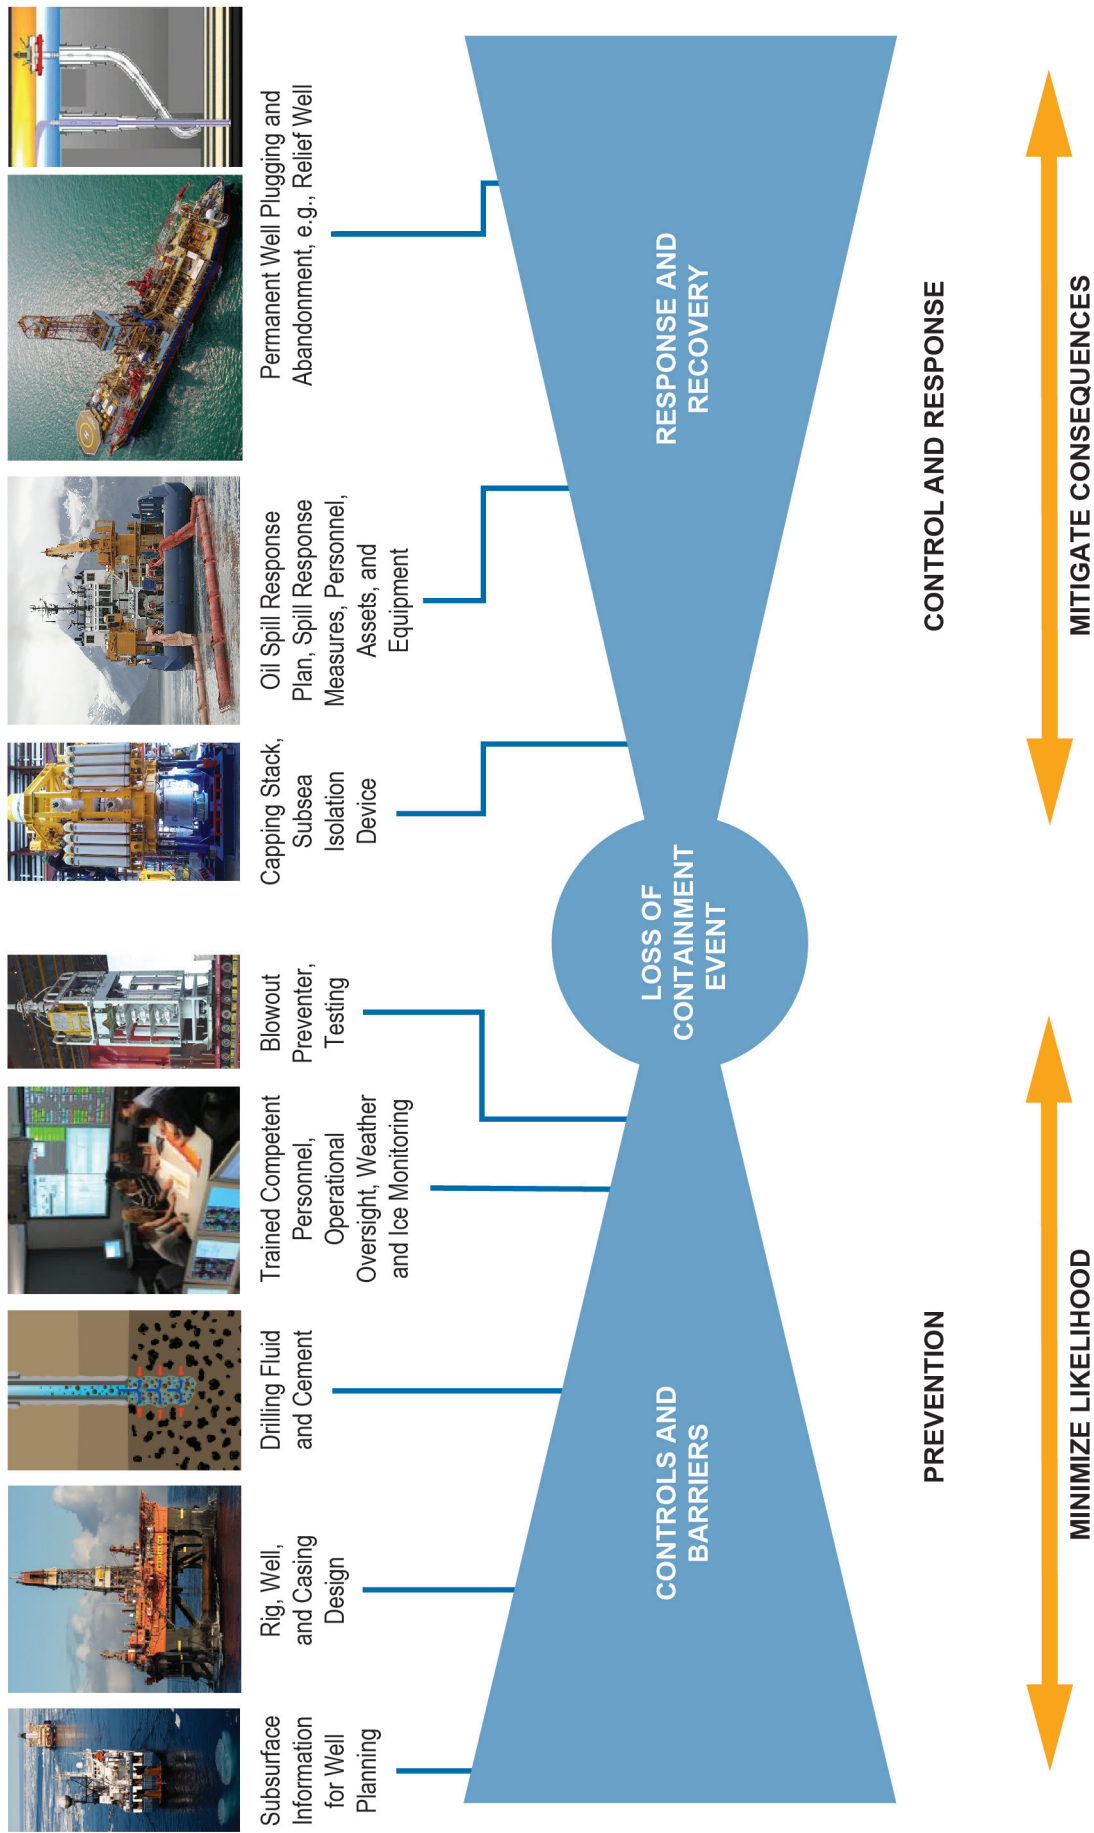 Subsurface
Information
for Well
Planning
Rig, Well,
and Casing
Design
Drilling Fluid
and Cement
Trained Competent
Personnel,
Operational
Oversight, Weather
and Ice Monitoring
Blowout
Preventer,
Testing
Capping Stack,
Subsea
Isolation
Device
Oil Spill Response
Plan, Spill Response
Measures, Personnel,
Assets, and
Equipment
Permanent Well Plugging and
Abandonment, e.g., Relief Well
CONTROLS AND
BARRIERS
LOSS OF
CONTAINMENT
EVENT
RESPONSE AND
RECOVERY
PREVENTION
CONTROL AND RESPONSE
MINIMIZE LIKELIHOOD
MITIGATE CONSEQUENCES